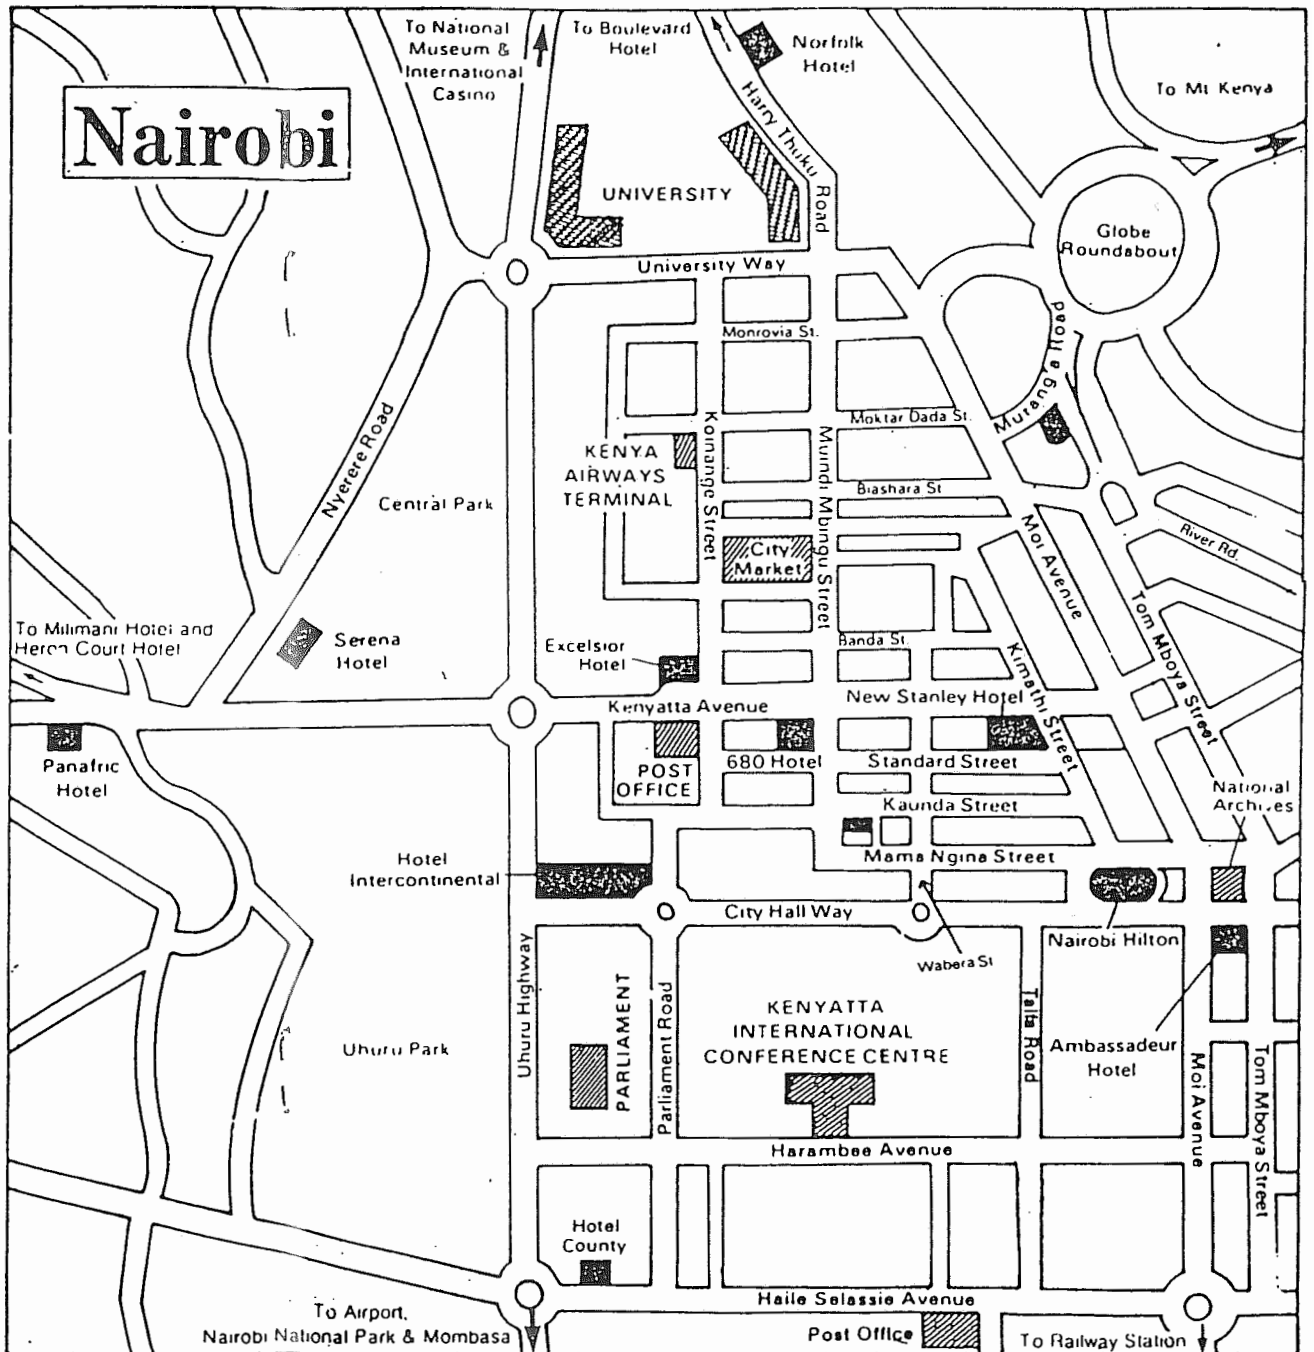 To National
Museum &
International
Casino
To Boulevard
Hotel
Norfolk
Hotel
To Mt Kenya
Nairobi
Harry Thuku Road
UNIVERSITY
Globe
Roundabout
University Way
Monrovia St.
Murang'a Road
Moktar Dada St.
Nyerere Road
Koinange Street
Muindi Mbingu Street
KENYA
AIRWAYS
TERMINAL
Biashara St
Central Park
Moi Avenue
River Rd.
City
Market
Tom Mboya Street
To Milimani Hotel and
Heron Court Hotel
Serena
Hotel
Excelsior
Hotel
Banda St.
Kimathi Street
New Stanley Hotel
Kenyatta Avenue
Panafric
Hotel
POST
OFFICE
680 Hotel
Standard Street
National
Archives
Kaunda Street
Hotel
Intercontinental
Mama Ngina Street
City Hall Way
Nairobi Hilton
Wabera St
Uhuru Highway
PARLIAMENT
Parliament Road
KENYATTA
INTERNATIONAL
CONFERENCE CENTRE
Taifa Road
Ambassadeur
Hotel
Uhuru Park
Moi Avenue
Tom Mboya Street
Harambee Avenue
Hotel
County
Haile Selassie Avenue
To Airport,
Nairobi National Park & Mombasa
Post Office
To Railway Station